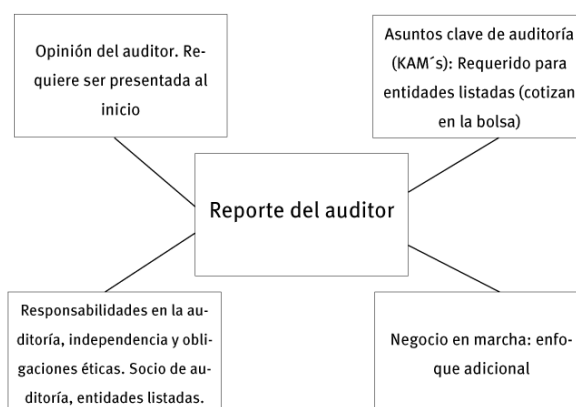 Opinión del auditor. Re-
quiere ser presentada al
inicio
Asuntos clave de auditoría
(KAM´s): Requerido para
entidades listadas (cotizan
en la bolsa)
Reporte del auditor
Responsabilidades en la au-
ditoría, independencia y obli-
gaciones éticas. Socio de au-
ditoría, entidades listadas.
Negocio en marcha: enfo-
que adicional